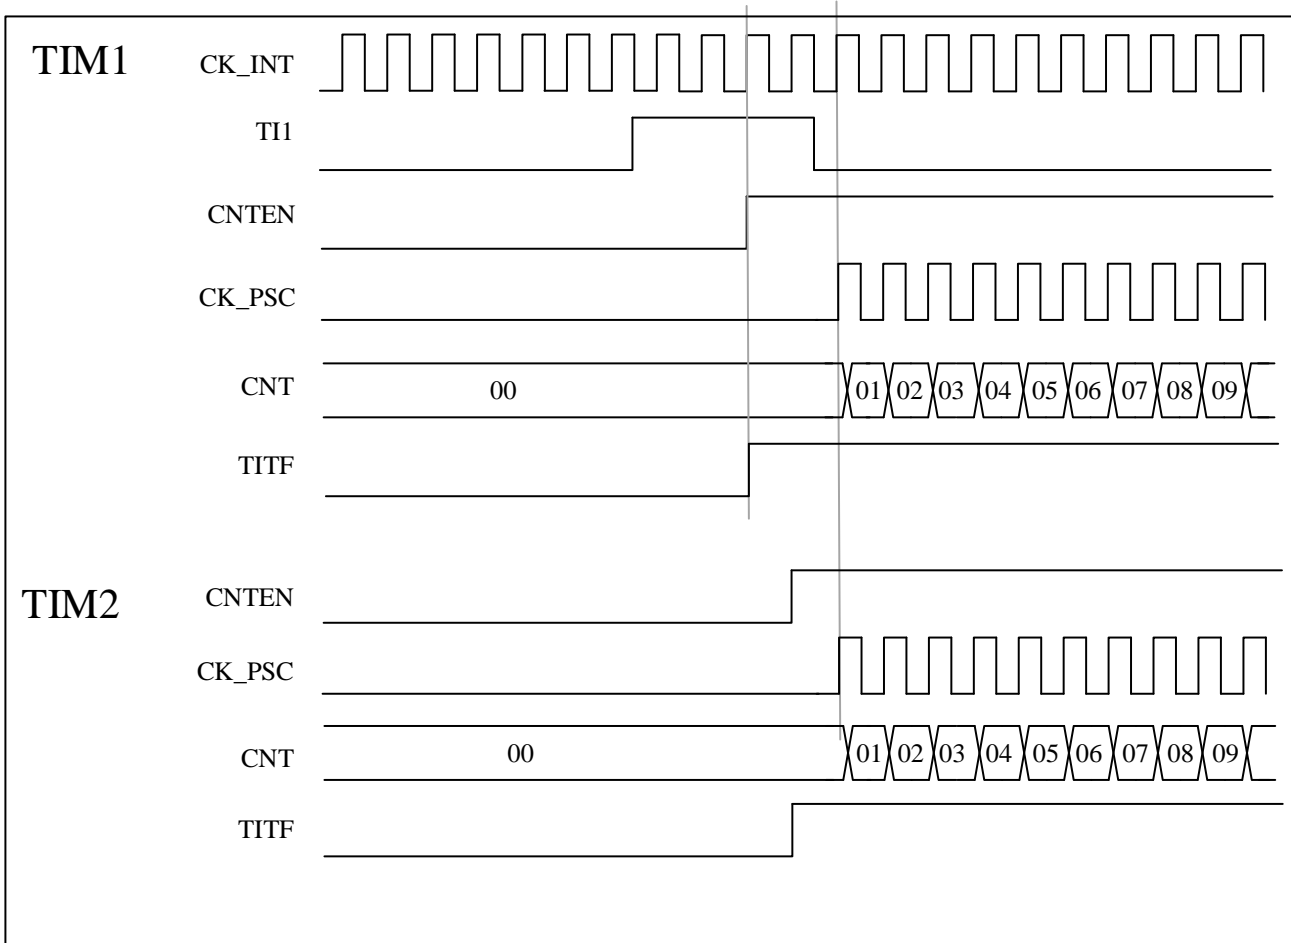 TIM1
CK_INT
TI1
CNTEN
CK_PSC
CNT 00 01 02 03 04 05 06 07 08 09
TITF
TIM2
CNTEN
CK_PSC
CNT 00 01 02 03 04 05 06 07 08 09
TITF